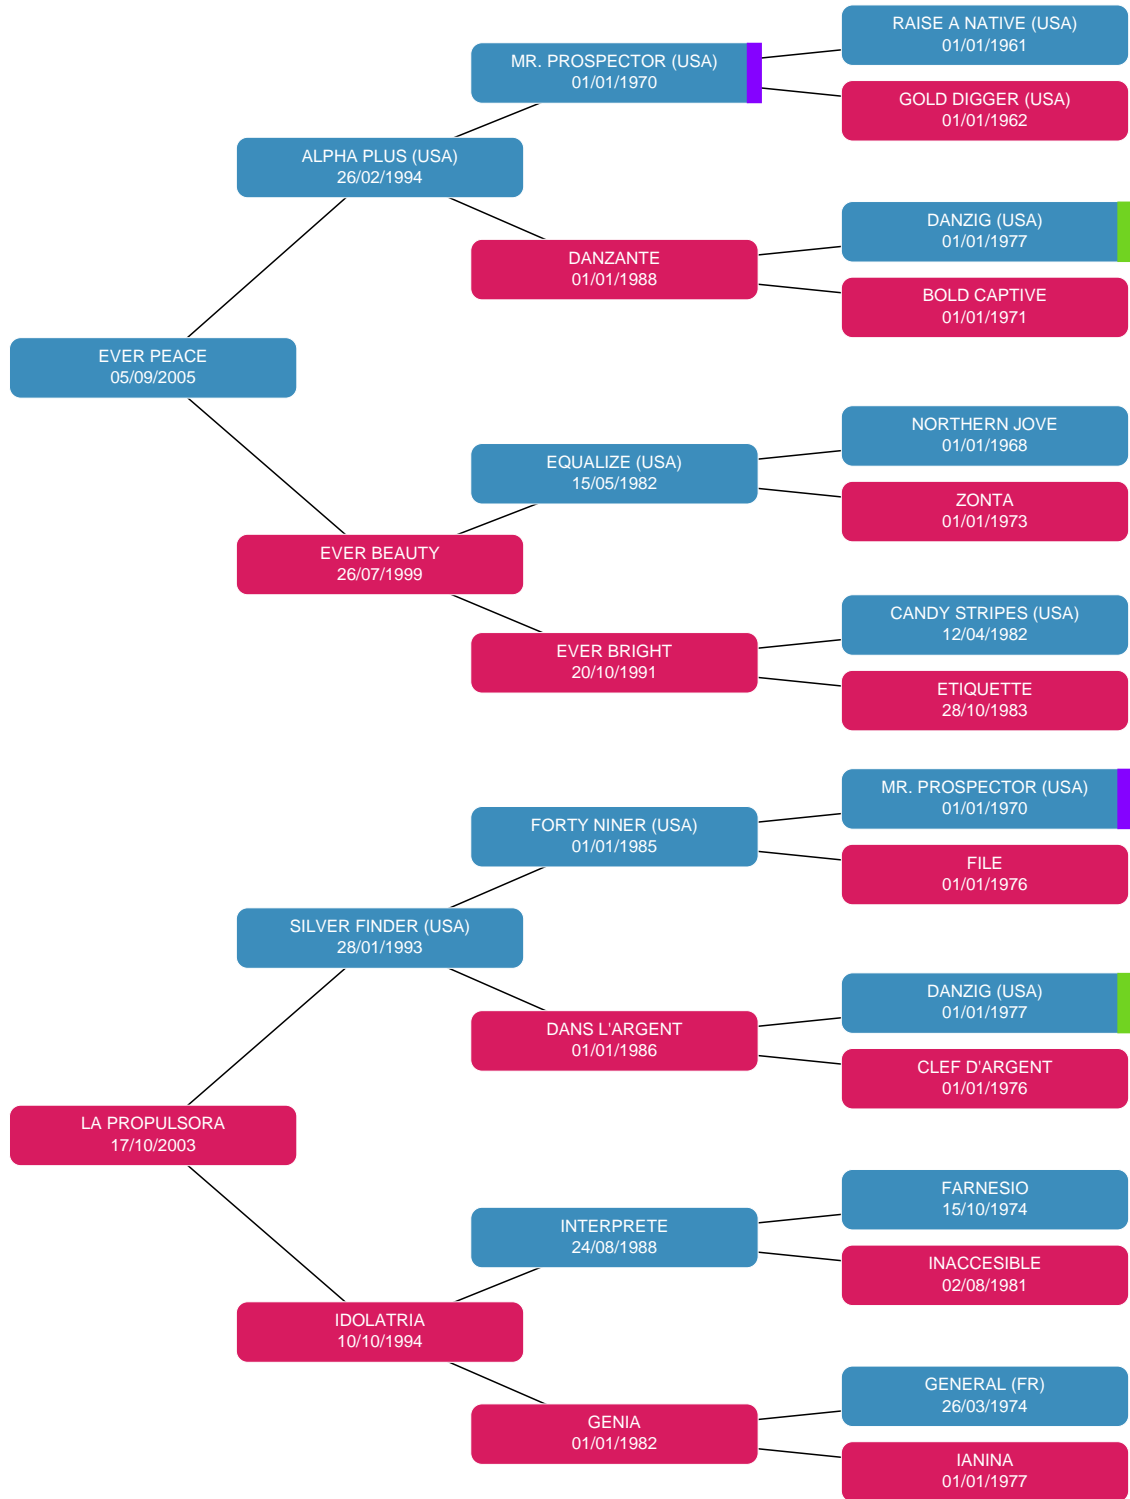 RAISE A NATIVE (USA)
01/01/1961
MR. PROSPECTOR (USA)
01/01/1970
GOLD DIGGER (USA)
01/01/1962
ALPHA PLUS (USA)
26/02/1994
DANZIG (USA)
01/01/1977
DANZANTE
01/01/1988
BOLD CAPTIVE
01/01/1971
EVER PEACE
05/09/2005
NORTHERN JOVE
01/01/1968
EQUALIZE (USA)
15/05/1982
ZONTA
01/01/1973
EVER BEAUTY
26/07/1999
CANDY STRIPES (USA)
12/04/1982
EVER BRIGHT
20/10/1991
ETIQUETTE
28/10/1983
MR. PROSPECTOR (USA)
01/01/1970
FORTY NINER (USA)
01/01/1985
FILE
01/01/1976
SILVER FINDER (USA)
28/01/1993
DANZIG (USA)
01/01/1977
DANS L'ARGENT
01/01/1986
CLEF D'ARGENT
01/01/1976
LA PROPULSORA
17/10/2003
FARNESIO
15/10/1974
INTERPRETE
24/08/1988
INACCESIBLE
02/08/1981
IDOLATRIA
10/10/1994
GENERAL (FR)
26/03/1974
GENIA
01/01/1982
IANINA
01/01/1977